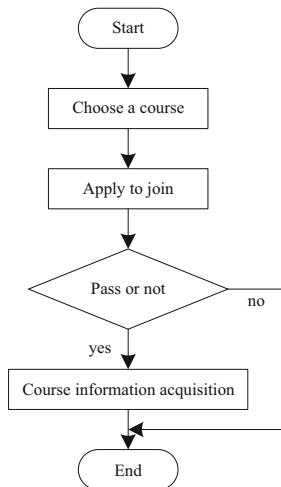 Start
Choose a course
Apply to join
Pass or not
no
yes
Course information acquisition
End